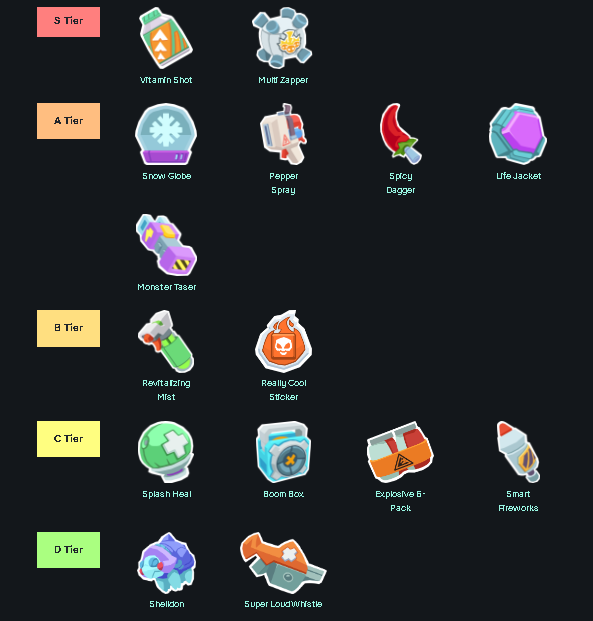 S Tier
Vitamin Shot
Multi Zapper
A Tier
Snow Globe
Pepper
Spray
Spicy
Dagger
Life Jacket
Monster Taser
B Tier
Revitalizing
Mist
Really Cool
Sticker
C Tier
Splash Heal
Boom Box
Explosive 6-
Pack
Smart
Fireworks
D Tier
Shelldon
Super Loud Whistle